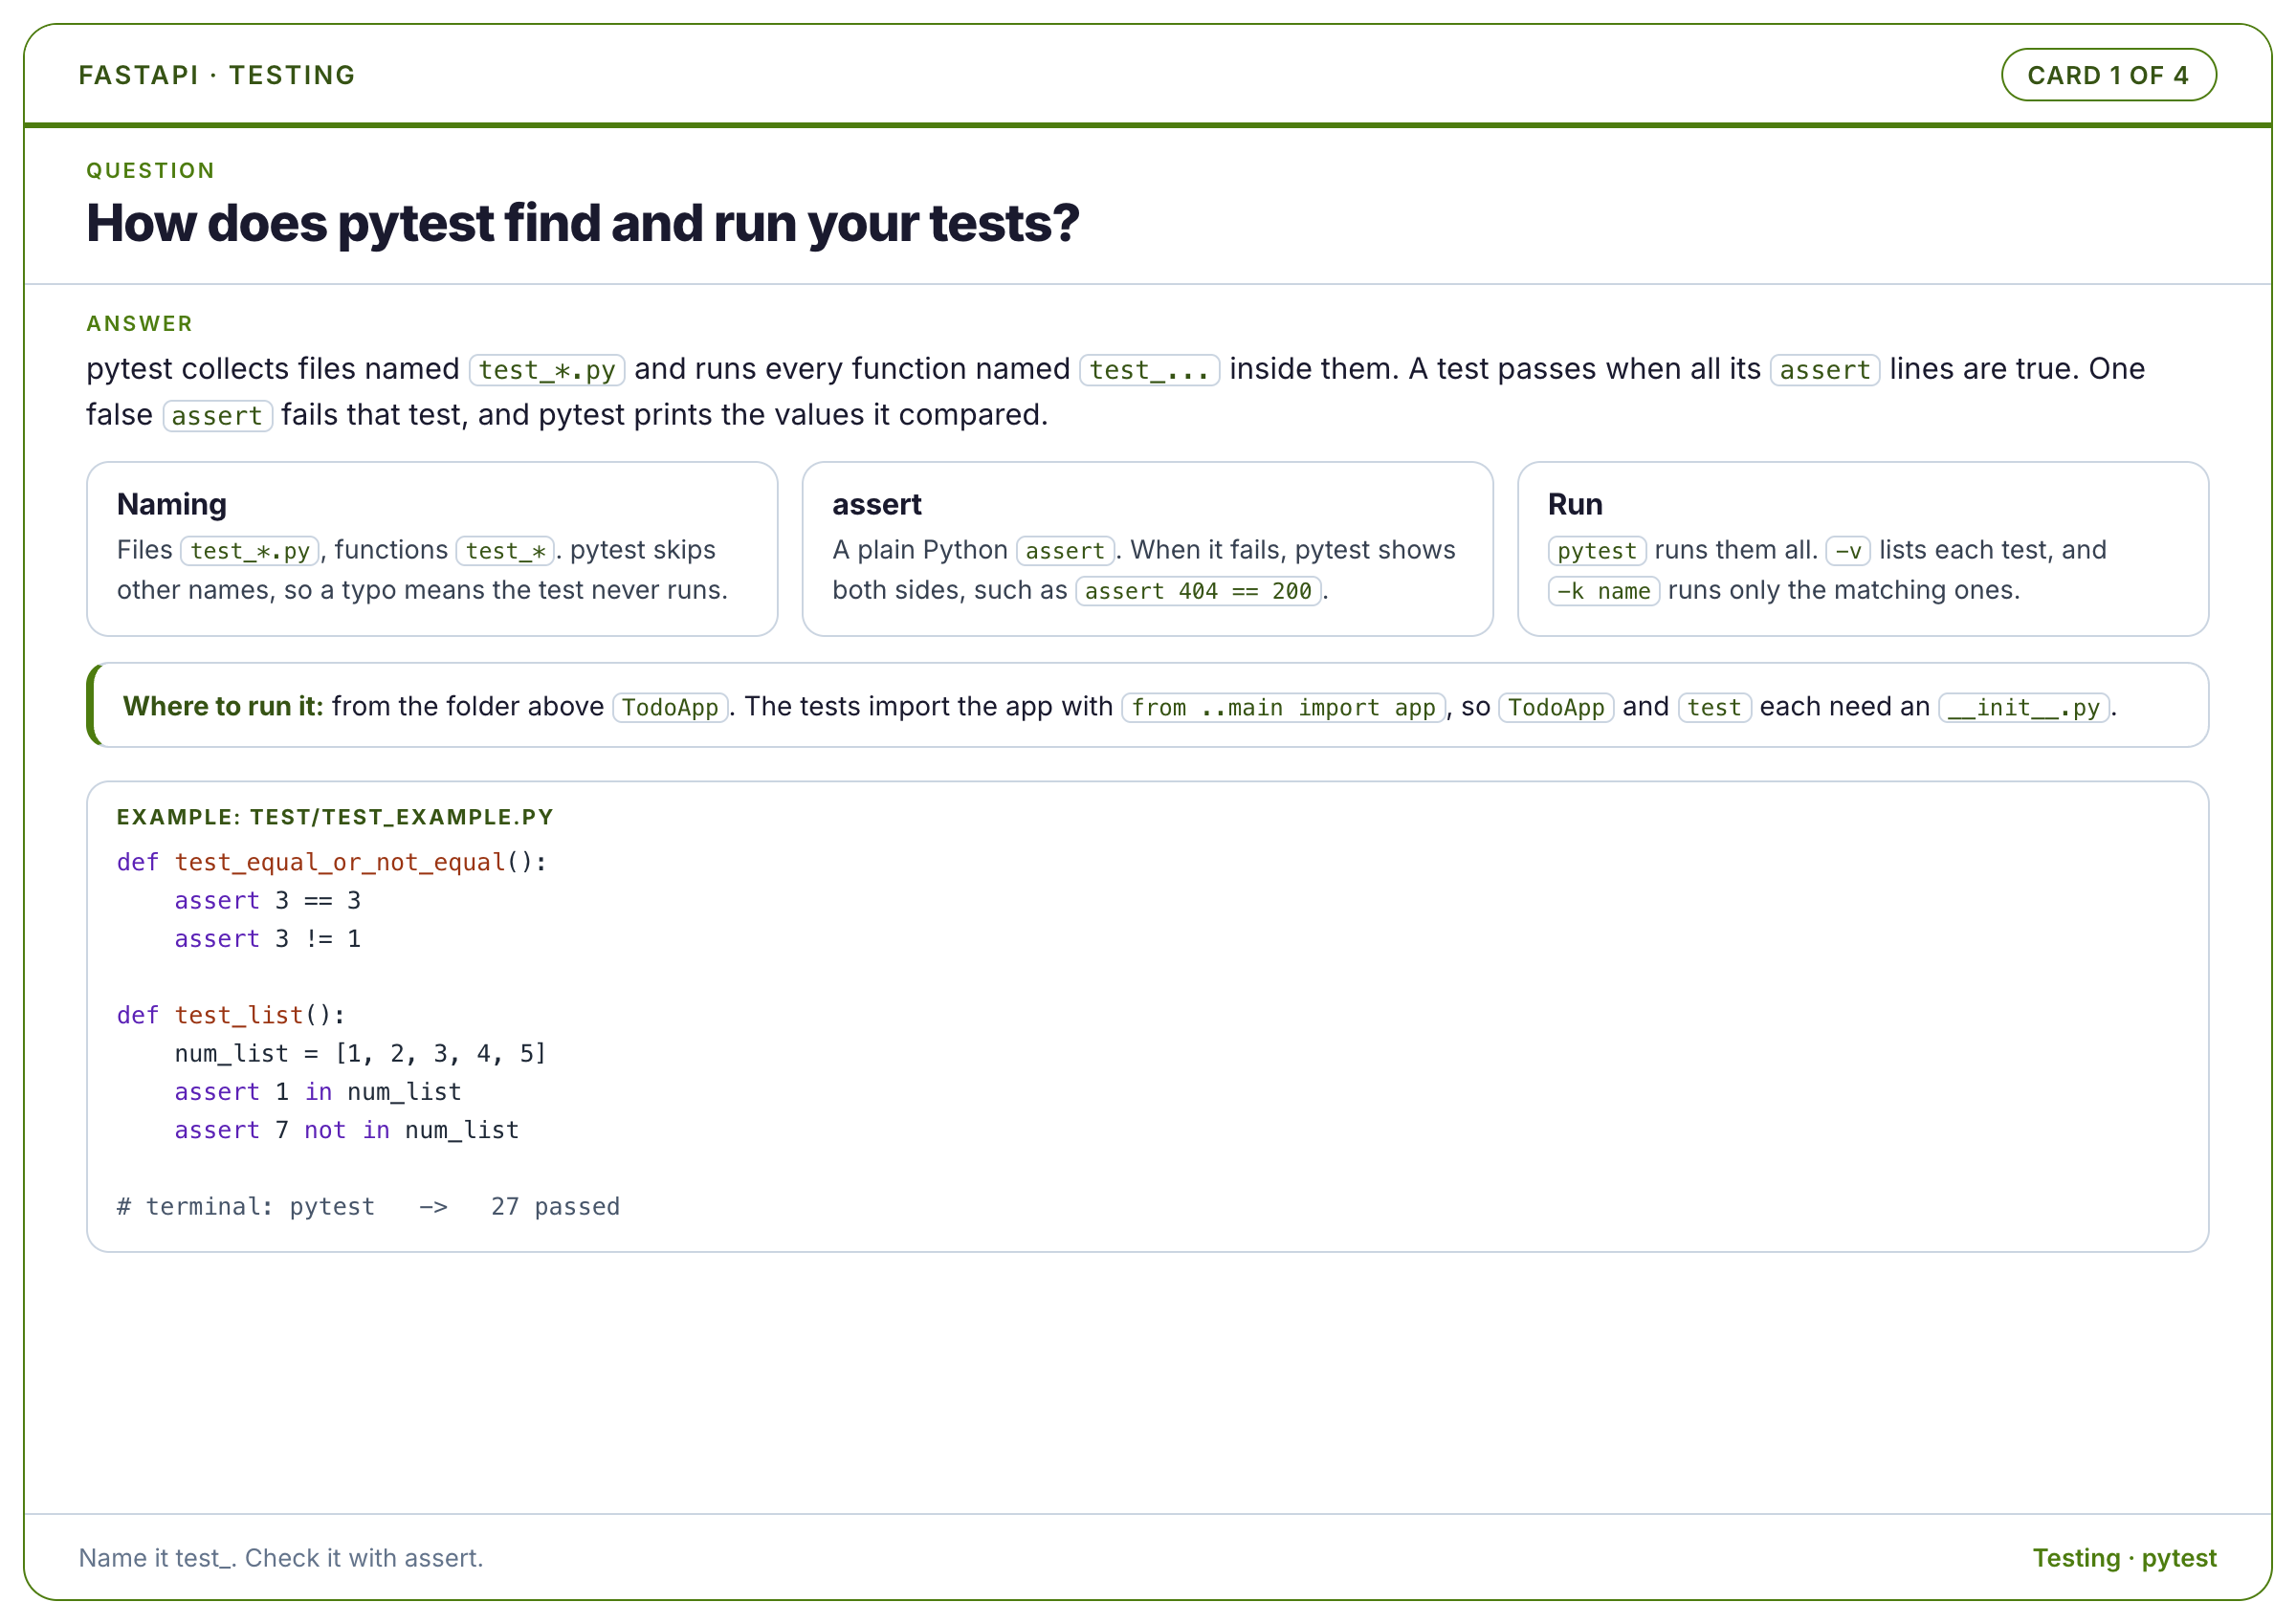 FASTAPI · TESTING
CARD 1 OF 4
QUESTION
How does pytest find and run your tests?
ANSWER
pytest collects files named test_*.py and runs every function named test_... inside them. A test passes when all its assert lines are true. One
false assert fails that test, and pytest prints the values it compared.
Naming
Files test_*.py, functions test_*. pytest skips
other names, so a typo means the test never runs.
assert
A plain Python assert. When it fails, pytest shows
both sides, such as assert 404 == 200.
Run
pytest runs them all. -v lists each test, and
-k name runs only the matching ones.
Where to run it: from the folder above TodoApp. The tests import the app with from ..main import app, so TodoApp and test each need an __init__.py.
EXAMPLE: TEST/TEST_EXAMPLE.PY
def test_equal_or_not_equal():
    assert 3 == 3
    assert 3 != 1

def test_list():
    num_list = [1, 2, 3, 4, 5]
    assert 1 in num_list
    assert 7 not in num_list

# terminal: pytest   ->   27 passed
Name it test_. Check it with assert.
Testing · pytest